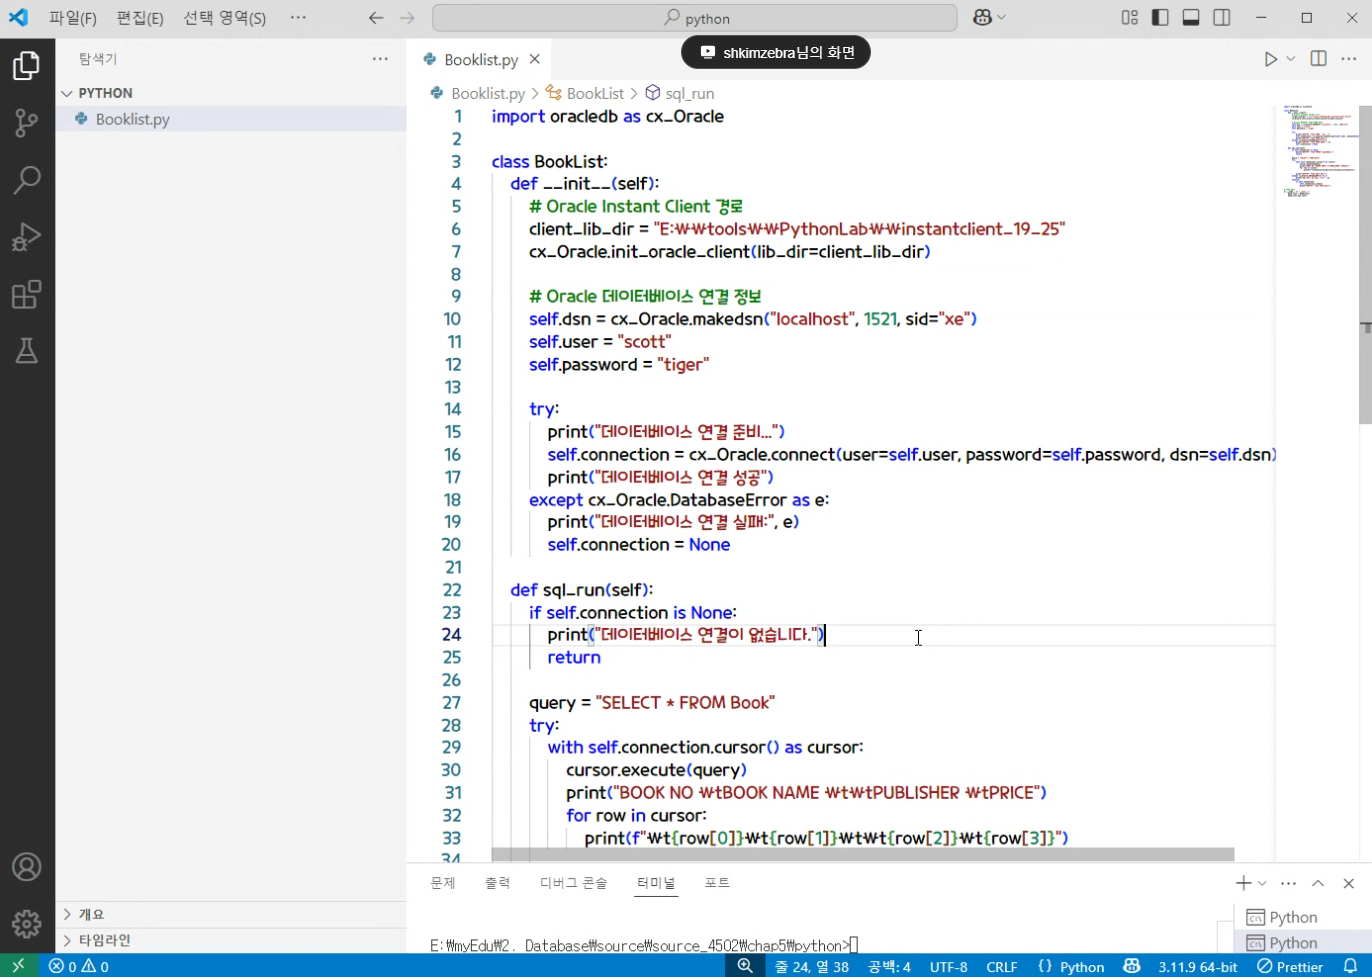 파일(F) 편집(E) 선택 영역(S) ··· python
shkimzebra님의 화면
탐색기 ···
Booklist.py
PYTHON
Booklist.py
Booklist.py > BookList > sql_run
1 import oracledb as cx_Oracle
2
3 class BookList:
4 def __init__(self):
5 # Oracle Instant Client 경로
6 client_lib_dir = "E:₩₩tools₩₩PythonLab₩₩instantclient_19_25"
7 cx_Oracle.init_oracle_client(lib_dir=client_lib_dir)
8
9 # Oracle 데이터베이스 연결 정보
10 self.dsn = cx_Oracle.makedsn("localhost", 1521, sid="xe")
11 self.user = "scott"
12 self.password = "tiger"
13
14 try:
15 print("데이터베이스 연결 준비...")
16 self.connection = cx_Oracle.connect(user=self.user, password=self.password, dsn=self.dsn)
17 print("데이터베이스 연결 성공")
18 except cx_Oracle.DatabaseError as e:
19 print("데이터베이스 연결 실패:", e)
20 self.connection = None
21
22 def sql_run(self):
23 if self.connection is None:
24 print("데이터베이스 연결이 없습니다.")
25 return
26
27 query = "SELECT * FROM Book"
28 try:
29 with self.connection.cursor() as cursor:
30 cursor.execute(query)
31 print("BOOK NO ₩tBOOK NAME ₩t₩tPUBLISHER ₩tPRICE")
32 for row in cursor:
33 print(f"₩t{row[0]}₩t{row[1]}₩t₩t{row[2]}₩t{row[3]}")
34
문제 출력 디버그 콘솔 터미널 포트
E:₩myEdu₩2. Database₩source₩source_4502₩chap5₩python>
Python
Python
개요
타임라인
0 0 줄 24, 열 38 공백: 4 UTF-8 CRLF {} Python 3.11.9 64-bit Prettier